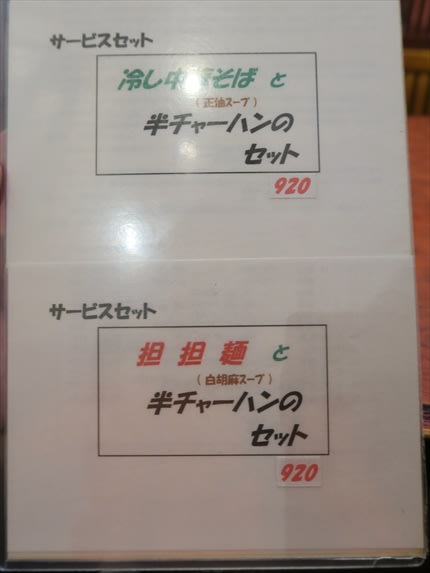 サービスセット
冷し中華そば と
(正油スープ)
半チャーハンの
セット
920
サービスセット
担担麺 と
(白胡麻スープ)
半チャーハンの
セット
920